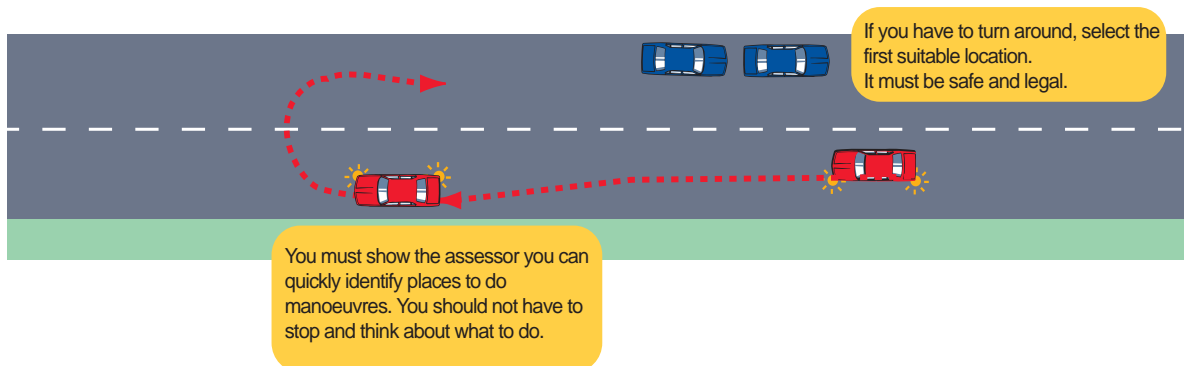 If you have to turn around, select the
first suitable location.
It must be safe and legal.
You must show the assessor you can
quickly identify places to do
manoeuvres. You should not have to
stop and think about what to do.